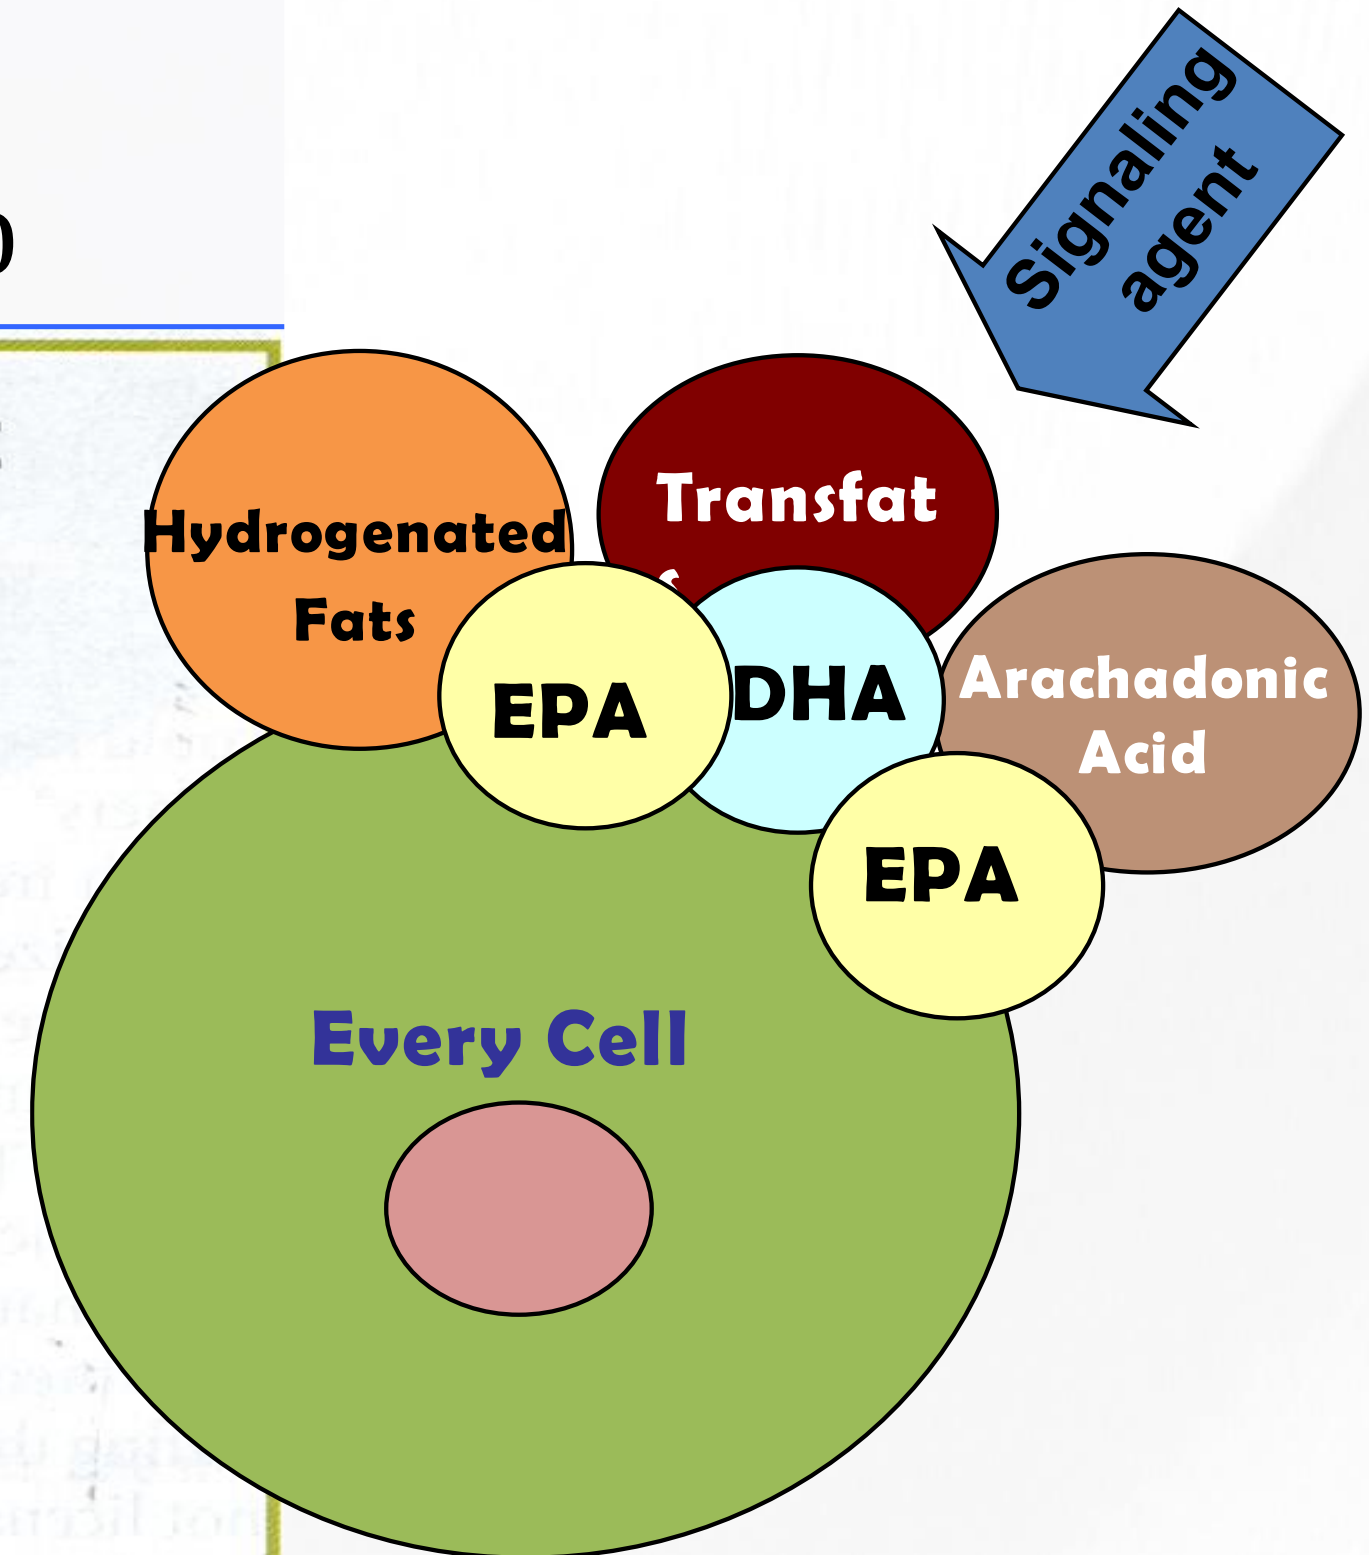 Signaling
agent
Transfat
s
Hydrogenated
Fats
EPA
DHA
Arachadonic
Acid
EPA
Every Cell